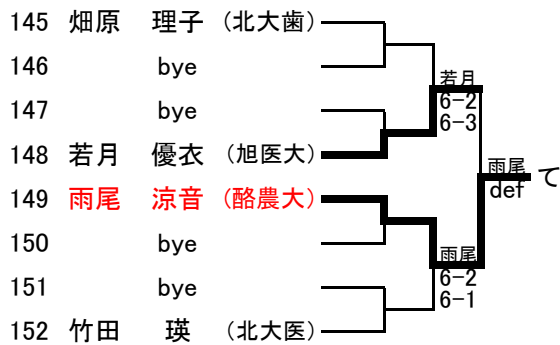 145 畑原 理子 (北大歯)
146 bye
若月
147 bye 6-2
6-3
148 若月 優衣 (旭医大)
雨尾 て
149 雨尾 涼音 (酪農大) def
150 bye
雨尾
151 bye 6-2
6-1
152 竹田 瑛 (北大医)